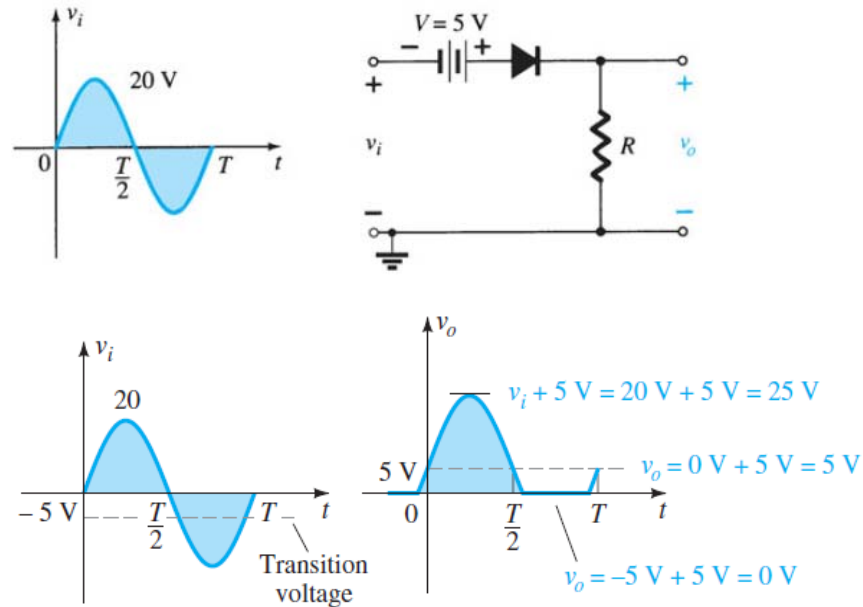 v_i
20 V
0
T/2
T
t
V = 5 V
−
+
+
v_i
−
R
+
v_o
−
v_i
20
− 5 V
T/2
T
t
Transition
voltage
v_o
v_i + 5 V = 20 V + 5 V = 25 V
5 V
v_o = 0 V + 5 V = 5 V
0
T/2
T
t
v_o = −5 V + 5 V = 0 V